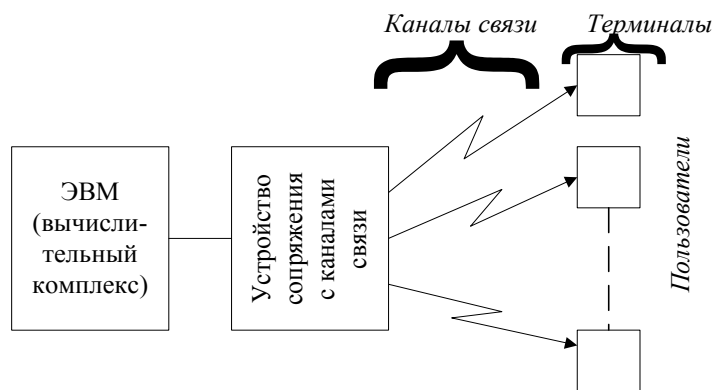 Каналы связи
Терминалы
ЭВМ
(вычисли-
тельный
комплекс)
Устройство
сопряжения
с каналами
связи
Пользователи